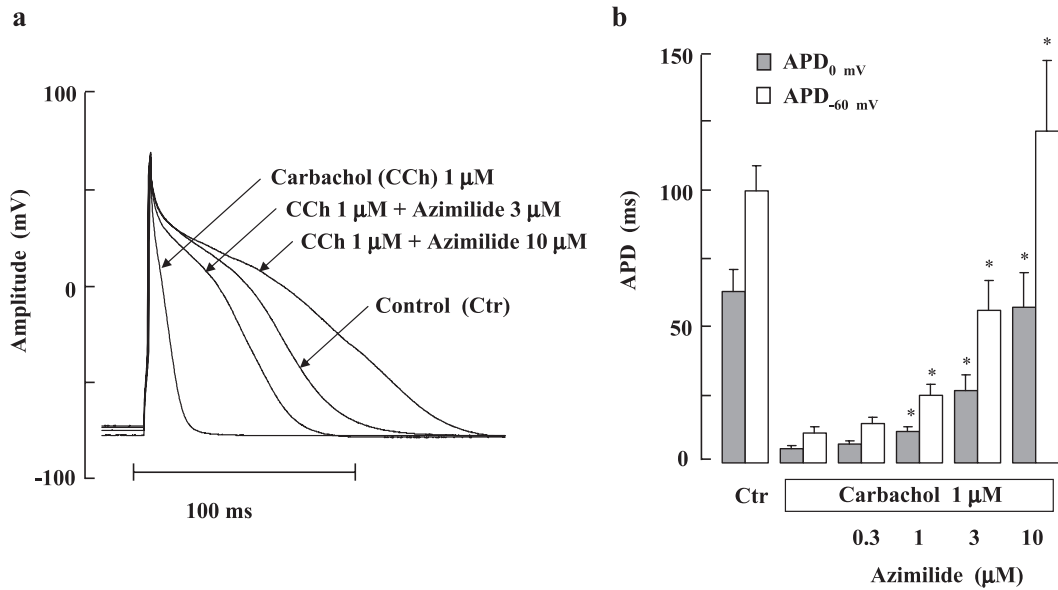 a
100
0
-100
Amplitude (mV)
Carbachol (CCh) 1 μM
CCh 1 μM + Azimilide 3 μM
CCh 1 μM + Azimilide 10 μM
Control (Ctr)
100 ms
b
150
100
50
0
APD (ms)
APD0 mV
APD-60 mV
*
* *
* *
* *
Ctr
Carbachol 1 μM
0.3 1 3 10
Azimilide (μM)